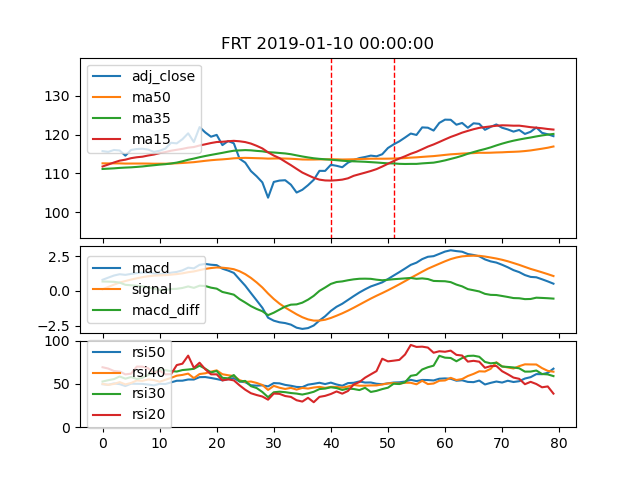 FRT 2019-01-10 00:00:00
130
120
110
100
adj_close
ma50
ma35
ma15
2.5
0.0
−2.5
macd
signal
macd_diff
100
50
0
rsi50
rsi40
rsi30
rsi20
0 10 20 30 40 50 60 70 80